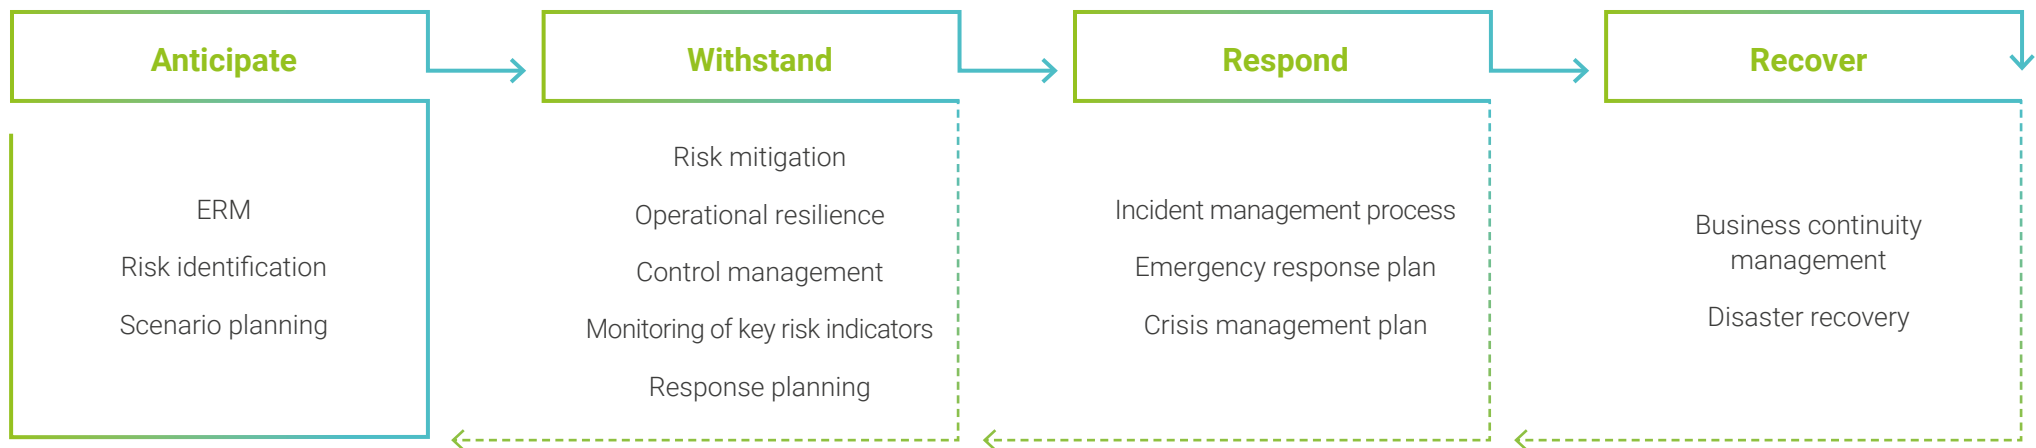 Anticipate
ERM
Risk identification
Scenario planning
Withstand
Risk mitigation
Operational resilience
Control management
Monitoring of key risk indicators
Response planning
Respond
Incident management process
Emergency response plan
Crisis management plan
Recover
Business continuity
management
Disaster recovery